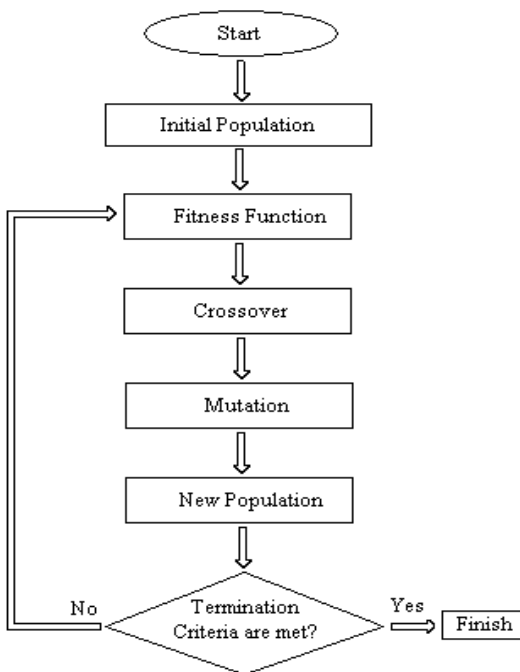 Start
Initial Population
Fitness Function
Crossover
Mutation
New Population
Termination
Criteria are met?
No
Yes
Finish